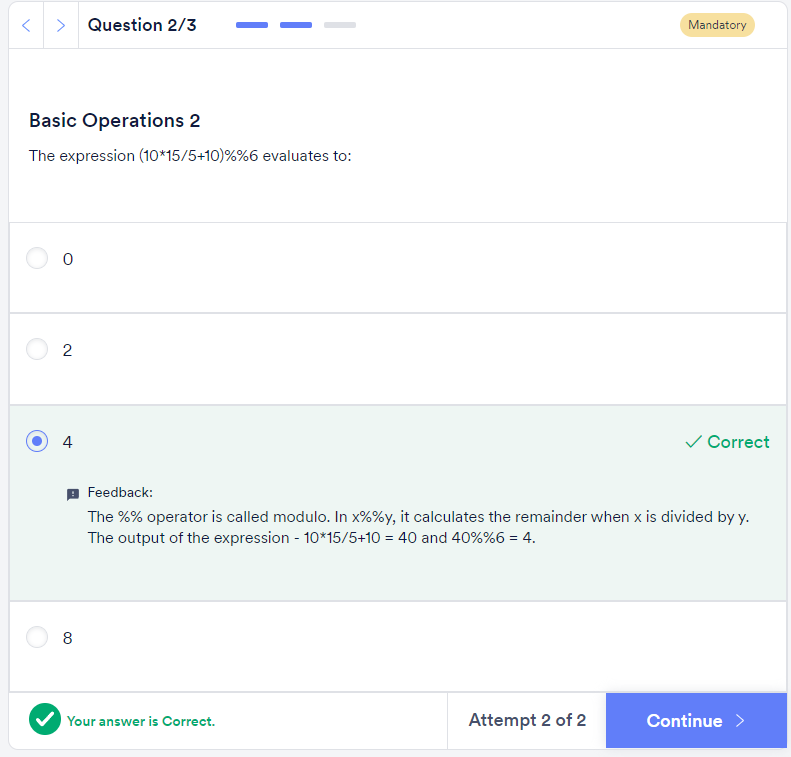 Question 2/3
Mandatory
Basic Operations 2
The expression (10*15/5+10)%%6 evaluates to:
0
2
4
Correct
Feedback:
The %% operator is called modulo. In x%%y, it calculates the remainder when x is divided by y.
The output of the expression - 10*15/5+10 = 40 and 40%%6 = 4.
8
Your answer is Correct.
Attempt 2 of 2
Continue